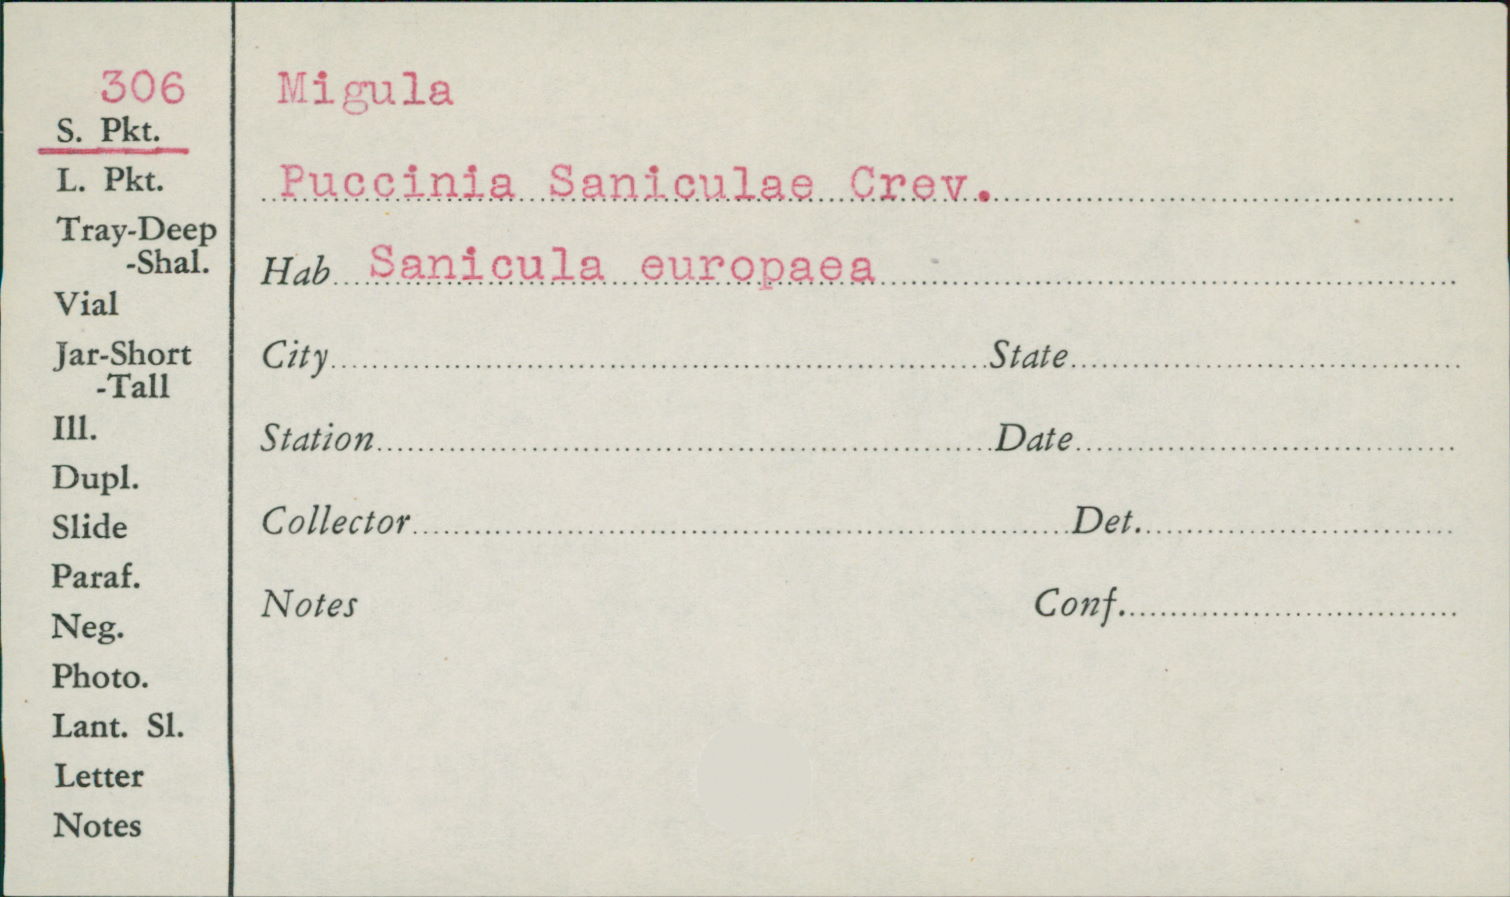 306
S. Pkt.
L. Pkt.
Tray-Deep
-Shal.
Vial
Jar-Short
-Tall
Ill.
Dupl.
Slide
Paraf.
Neg.
Photo.
Lant. Sl.
Letter
Notes
Migula
Puccinia Saniculae Crev.
Hab Sanicula europaea
City State
Station Date
Collector Det.
Notes Conf.